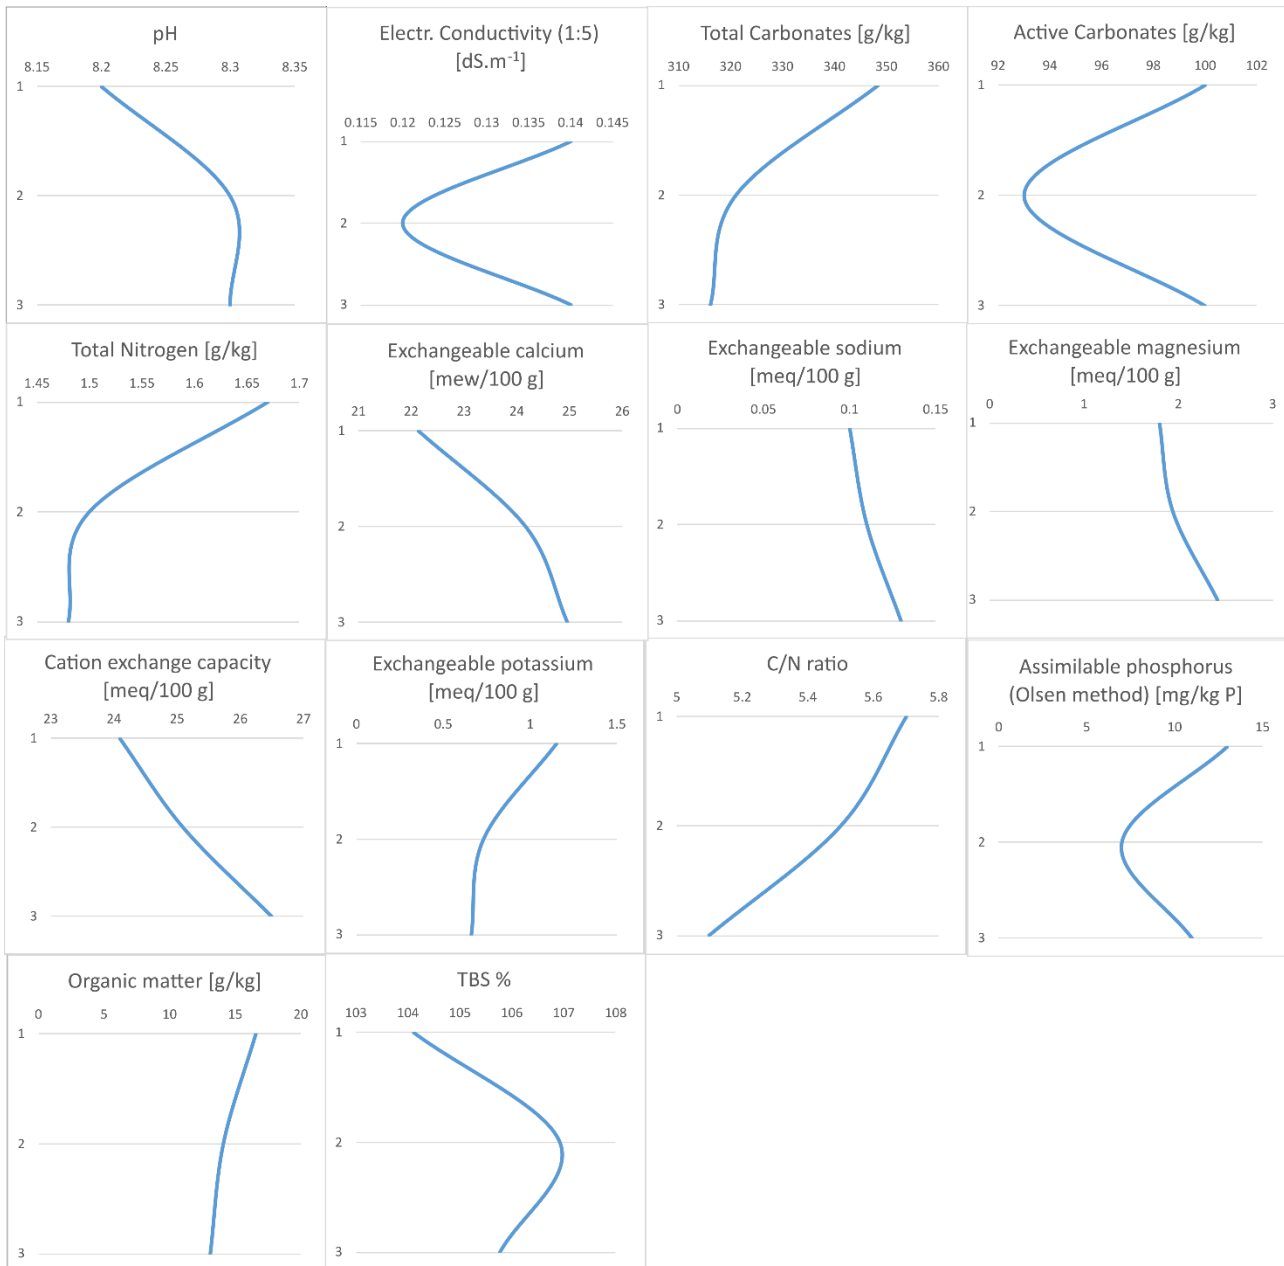 pH
8.15 8.2 8.25 8.3 8.35
1
2
3
Electr. Conductivity (1:5)
[dS.m-1]
0.115 0.12 0.125 0.13 0.135 0.14 0.145
1
2
3
Total Carbonates [g/kg]
310 320 330 340 350 360
1
2
3
Active Carbonates [g/kg]
92 94 96 98 100 102
1
2
3
Total Nitrogen [g/kg]
1.45 1.5 1.55 1.6 1.65 1.7
1
2
3
Exchangeable calcium
[mew/100 g]
21 22 23 24 25 26
1
2
3
Exchangeable sodium
[meq/100 g]
0 0.05 0.1 0.15
1
2
3
Exchangeable magnesium
[meq/100 g]
0 1 2 3
1
2
3
Cation exchange capacity
[meq/100 g]
23 24 25 26 27
1
2
3
Exchangeable potassium
[meq/100 g]
0 0.5 1 1.5
1
2
3
C/N ratio
5 5.2 5.4 5.6 5.8
1
2
3
Assimilable phosphorus
(Olsen method) [mg/kg P]
0 5 10 15
1
2
3
Organic matter [g/kg]
0 5 10 15 20
1
2
3
TBS %
103 104 105 106 107 108
1
2
3